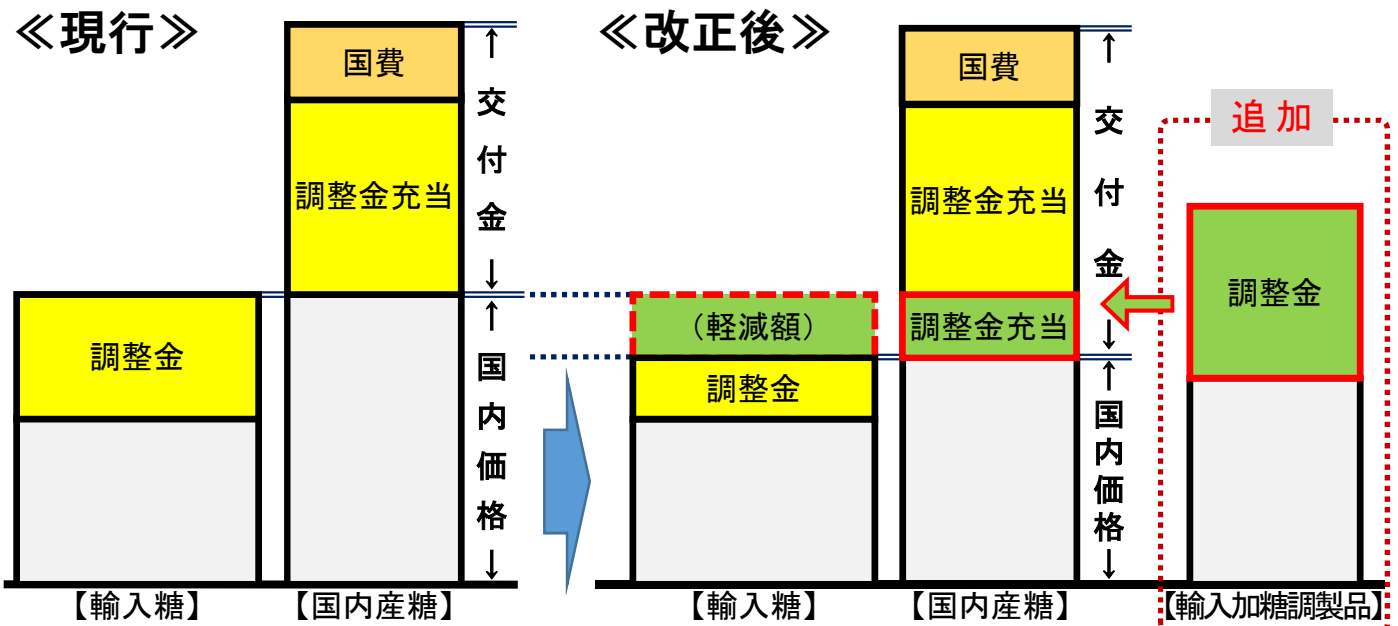 ≪現行≫
国費
調整金充当
↑交付金↓
調整金
↑国内価格↓
【輸入糖】
【国内産糖】
≪改正後≫
国費
調整金充当
↑交付金↓
追加
調整金
（軽減額）
調整金充当
調整金
↑国内価格↓
【輸入糖】
【国内産糖】
【輸入加糖調製品】